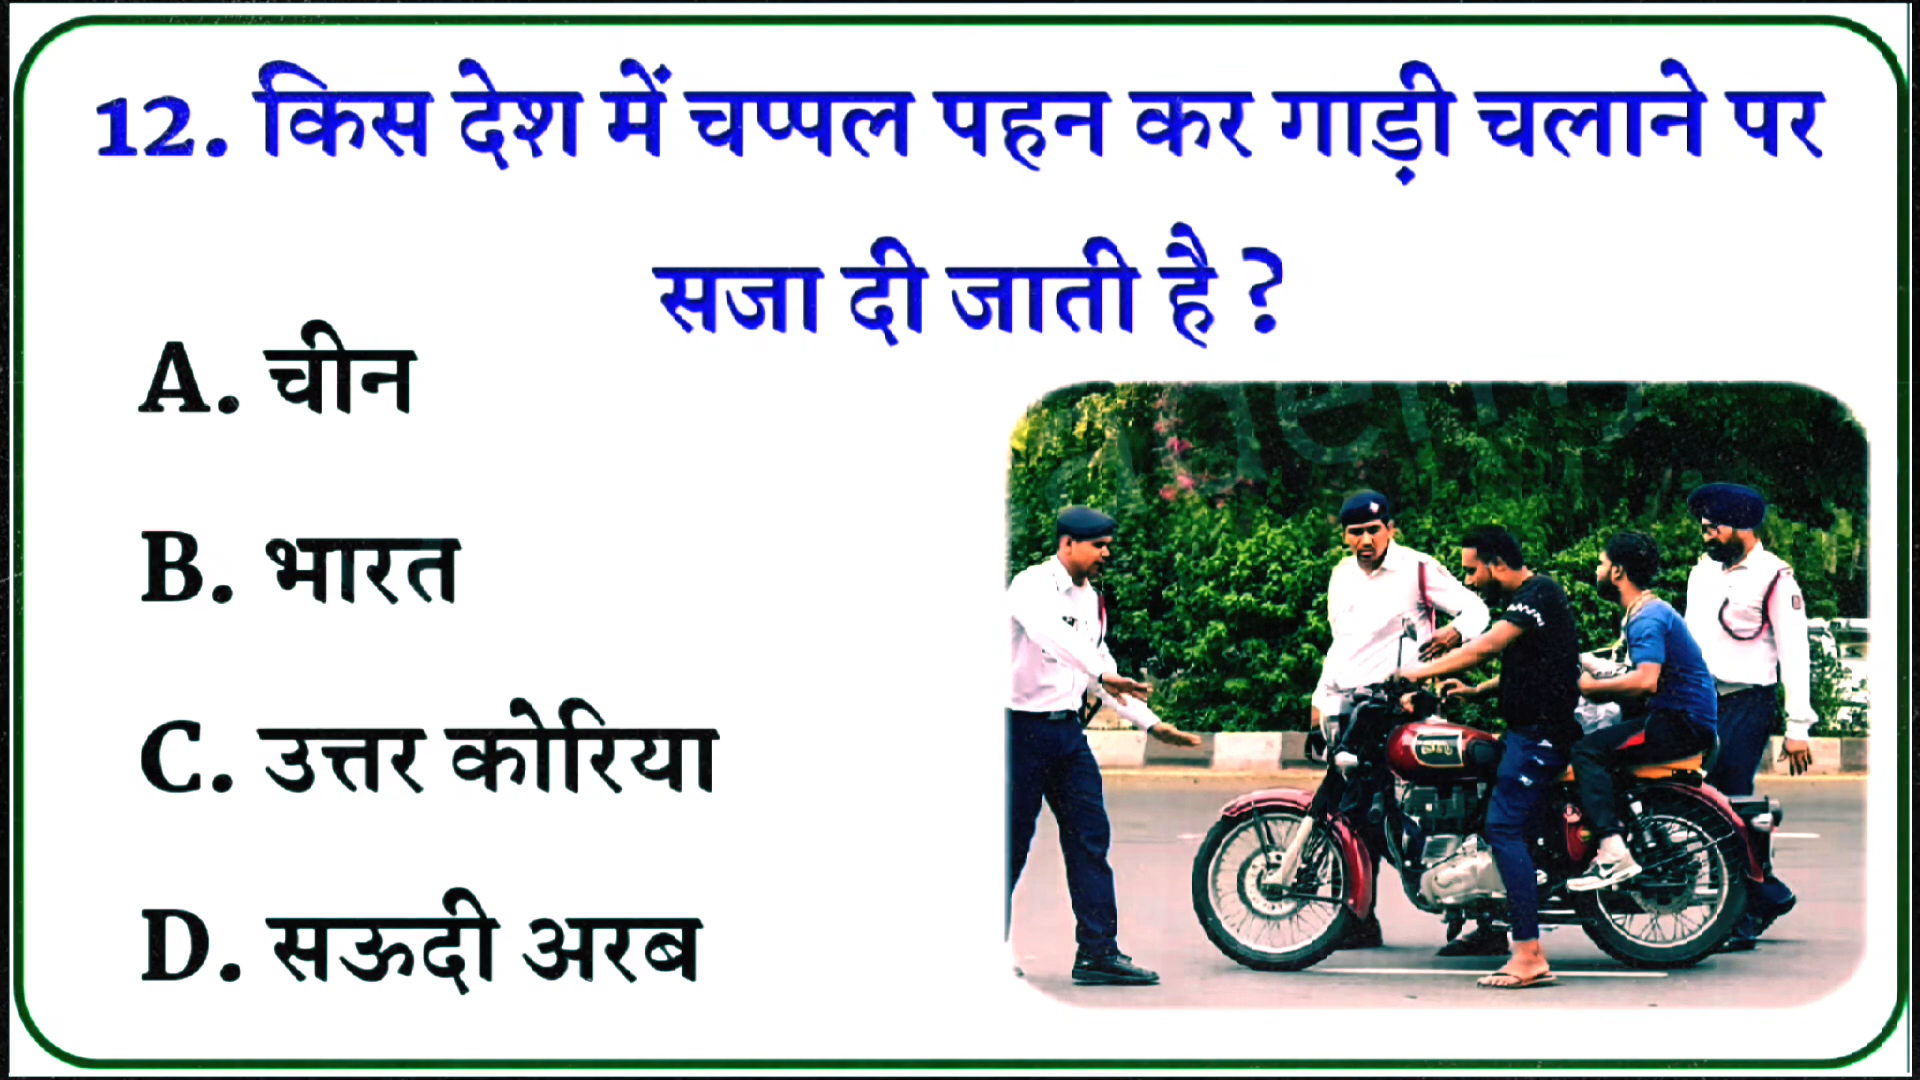 12. किस देश में चप्पल पहन कर गाड़ी चलाने पर
सजा दी जाती है ?
A. चीन
B. भारत
C. उत्तर कोरिया
D. सऊदी अरब